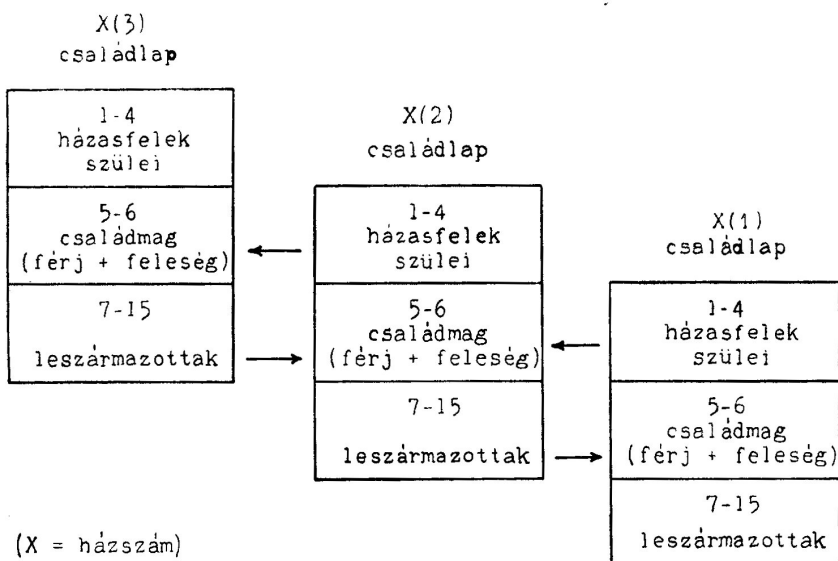 X(3)
családlap
1-4
házasfelek
szülei
5-6
családmag
(férj + feleség)
7-15
leszármazottak
X(2)
családlap
1-4
házasfelek
szülei
5-6
családmag
(férj + feleség)
7-15
leszármazottak
X(1)
családlap
1-4
házasfelek
szülei
5-6
családmag
(férj + feleség)
7-15
leszármazottak
(X = házszám)